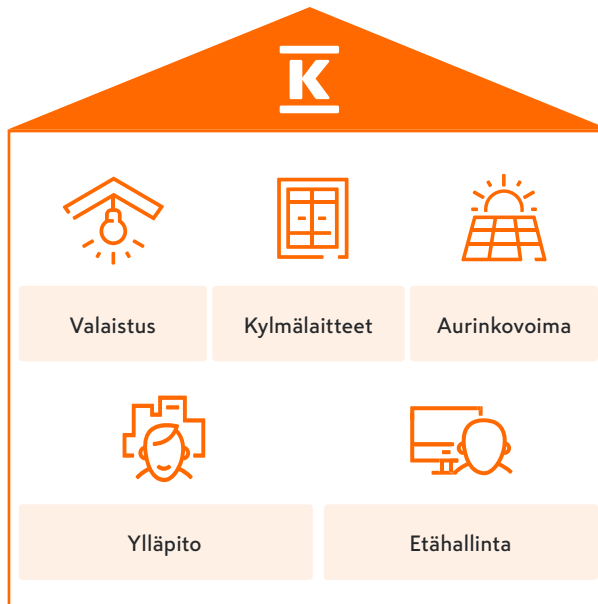 K
Valaistus
Kylmälaitteet
Aurinkovoima
Ylläpito
Etähallinta